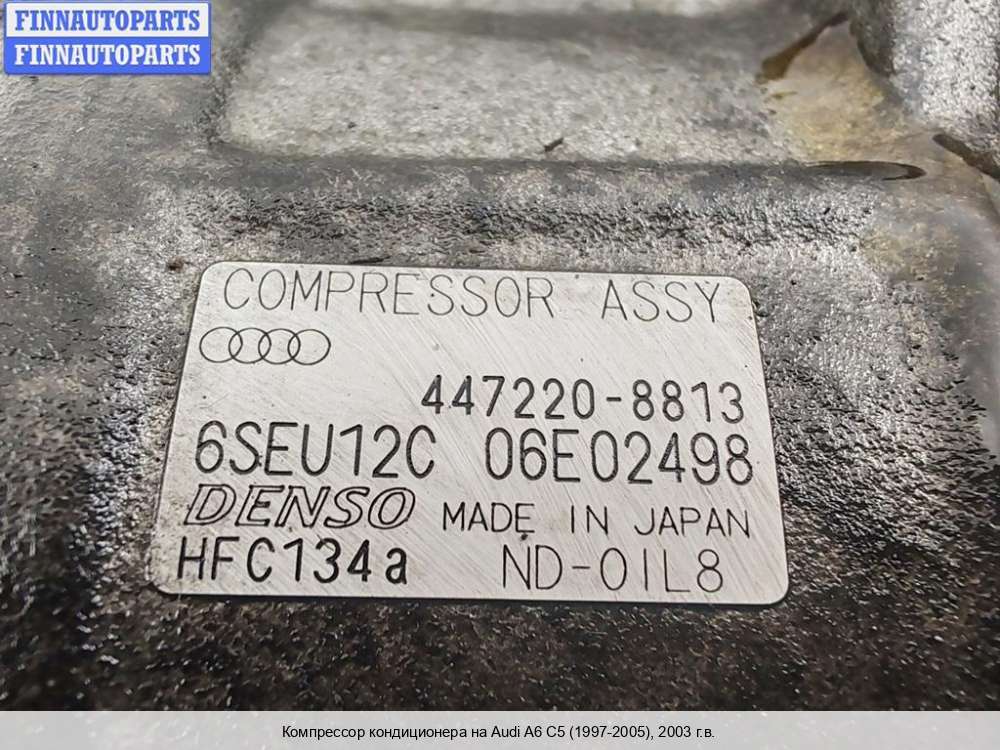 FINNAUTOPARTS
FINNAUTOPARTS
COMPRESSOR ASSY
447220-8813
6SEU12C 06E02498
DENSO MADE IN JAPAN
HFC134a ND-OIL8
Компрессор кондиционера на Audi A6 C5 (1997-2005), 2003 г.в.